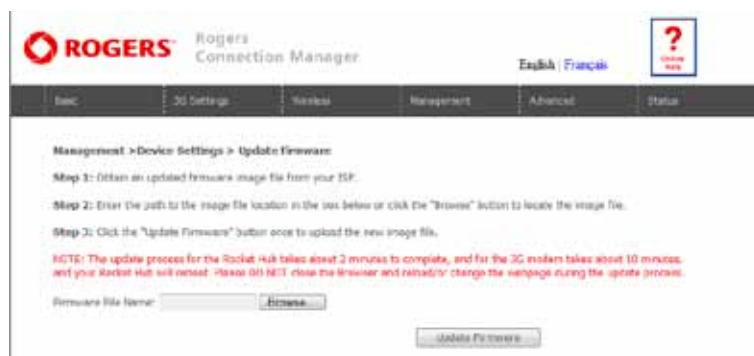 ROGERS™ Rogers
Connection Manager
English | Français
?
Online Help
Basic 3G Settings Wireless Management Advanced Status
Management >Device Settings > Update Firmware
Step 1: Obtain an updated firmware image file from your ISP.
Step 2: Enter the path to the image file location in the box below or click the "Browse" button to locate the image file.
Step 3: Click the "Update Firmware" button once to upload the new image file.
NOTE: The update process for the Rocket Hub takes about 2 minutes to complete, and for the 3G modem takes about 10 minutes,
and your Rocket Hub will reboot. Please DO NOT close the Browser and reload/or change the webpage during the update process.
Firmware File Name: Browse...
Update Firmware